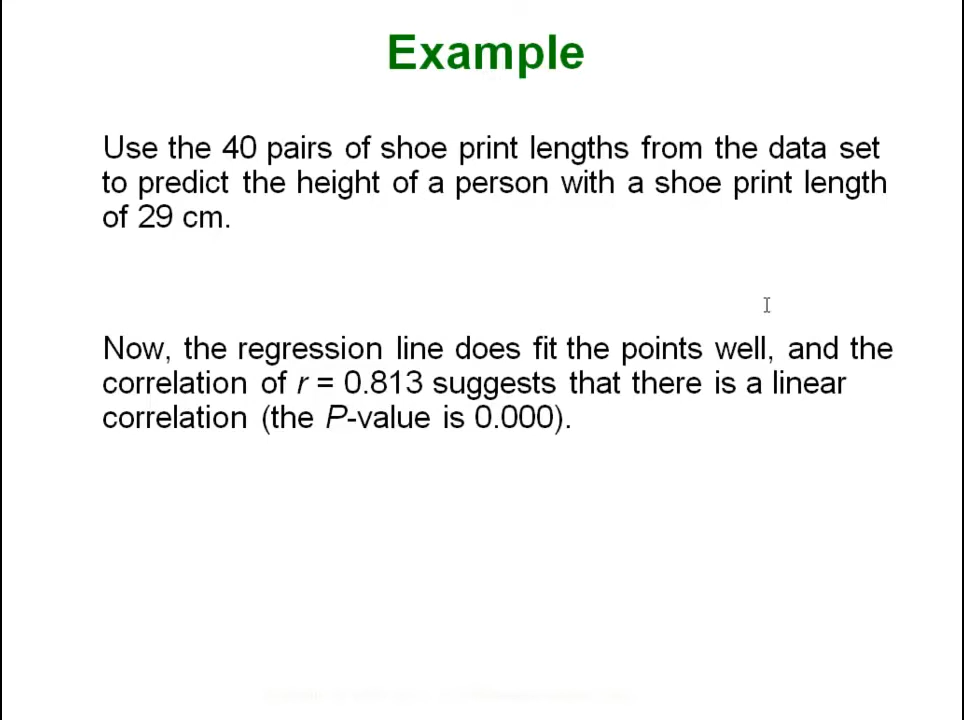 Example
Use the 40 pairs of shoe print lengths from the data set
to predict the height of a person with a shoe print length
of 29 cm.
Now, the regression line does fit the points well, and the
correlation of r = 0.813 suggests that there is a linear
correlation (the P-value is 0.000).